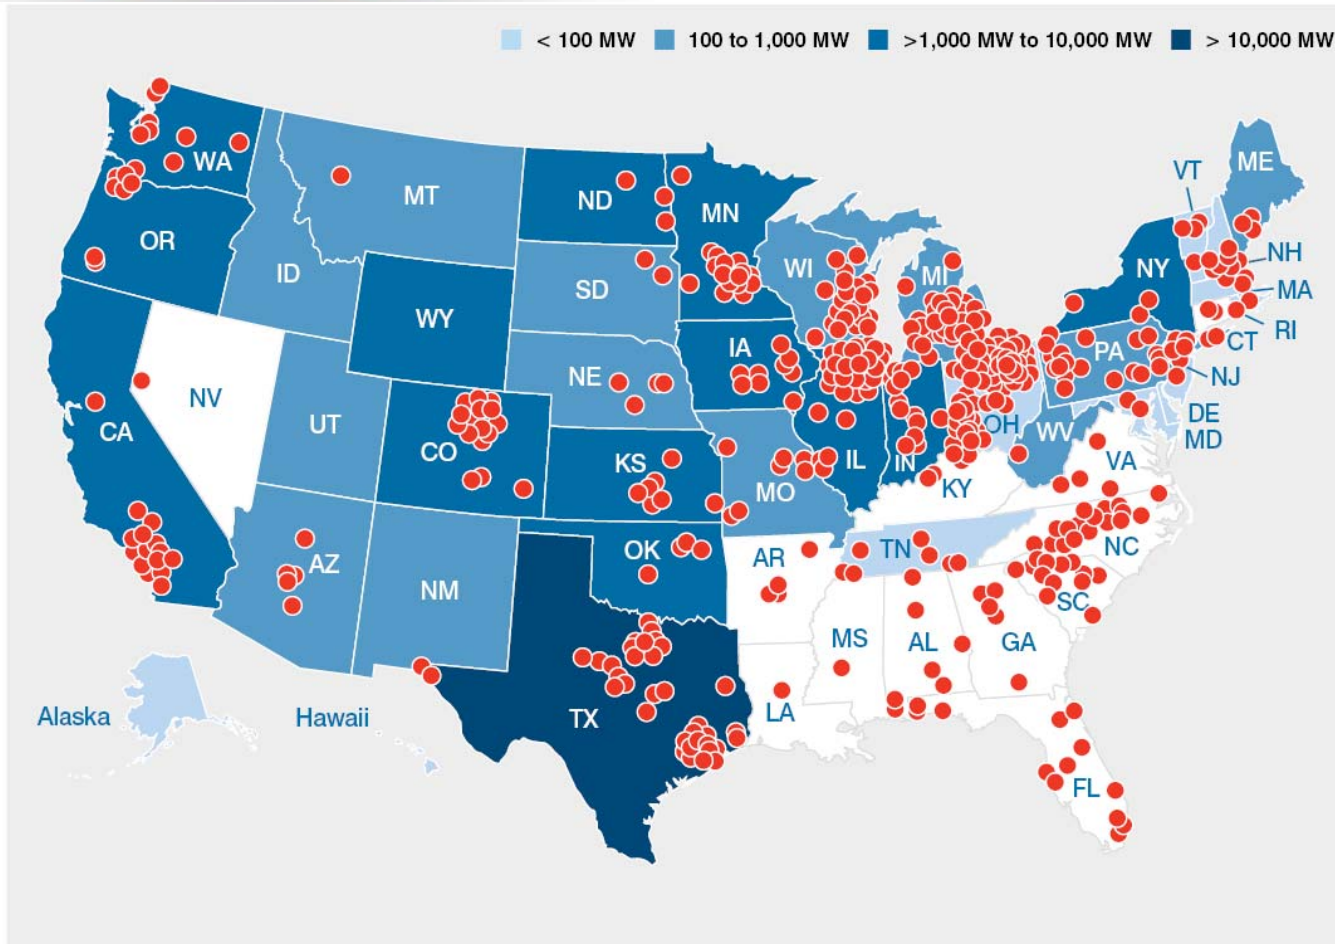 < 100 MW 100 to 1,000 MW >1,000 MW to 10,000 MW > 10,000 MW
WA
MT
ND
MN
VT
ME
OR
ID
SD
WI
MI
NY
NH
MA
WY
NE
IA
PA
RI
CT
NJ
NV
UT
CA
CO
KS
MO
IL
IN
OH
WV
DE
MD
VA
KY
AZ
NM
OK
AR
TN
NC
SC
MS
AL
GA
TX
LA
FL
Alaska
Hawaii